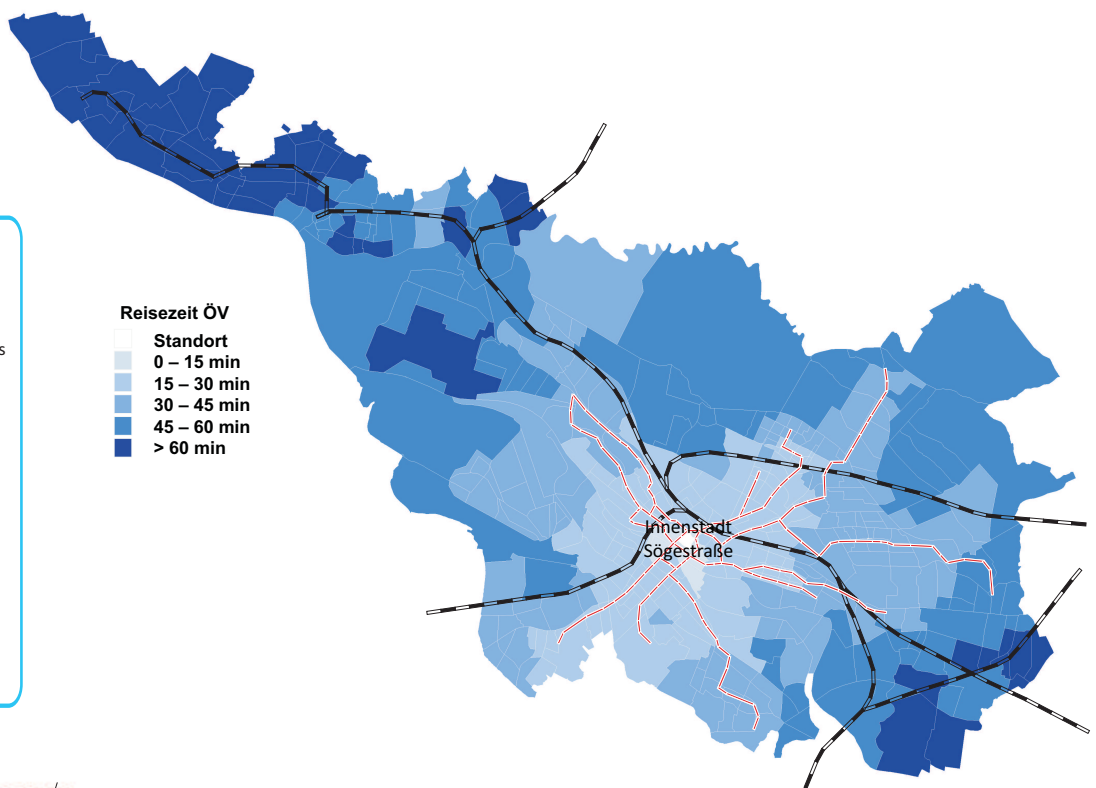 s
Reisezeit ÖV
Standort
0 – 15 min
15 – 30 min
30 – 45 min
45 – 60 min
> 60 min
Innenstadt
Sögestraße